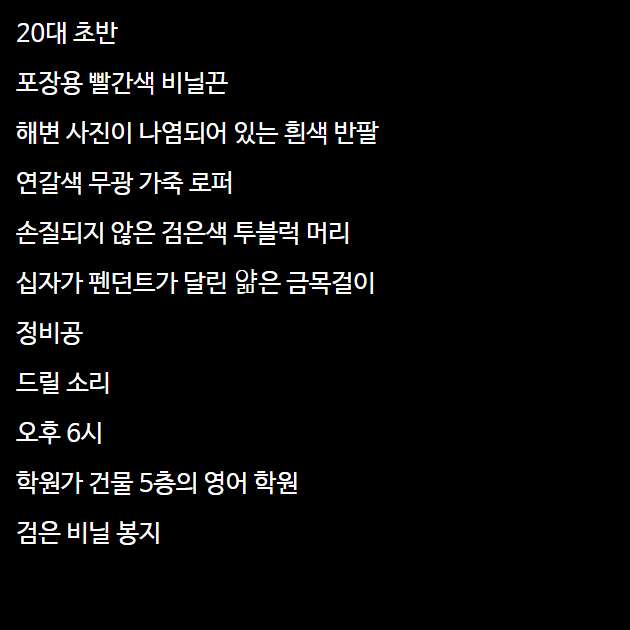 20대 초반
포장용 빨간색 비닐끈
해변 사진이 나염되어 있는 흰색 반팔
연갈색 무광 가죽 로퍼
손질되지 않은 검은색 투블럭 머리
십자가 펜던트가 달린 얆은 금목걸이
정비공
드릴 소리
오후 6시
학원가 건물 5층의 영어 학원
검은 비닐 봉지